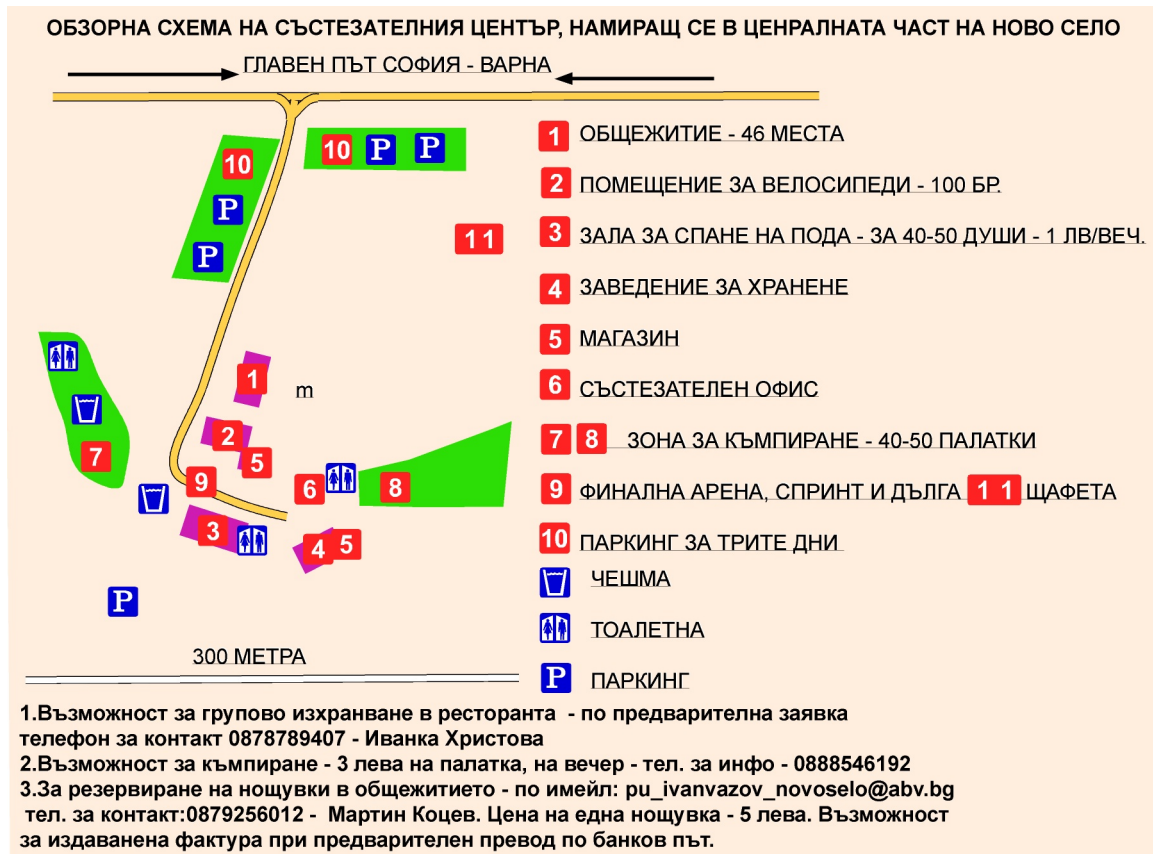 ОБЗОРНА СХЕМА НА СЪСТЕЗАТЕЛНИЯ ЦЕНТЪР, НАМИРАЩ СЕ В ЦЕНРАЛНАТА ЧАСТ НА НОВО СЕЛО
ГЛАВЕН ПЪТ СОФИЯ - ВАРНА
10
10 P P
P
P
11
1
m
2
5
7
9
6
8
3
4 5
P
300 МЕТРА
1 ОБЩЕЖИТИЕ - 46 МЕСТА
2 ПОМЕЩЕНИЕ ЗА ВЕЛОСИПЕДИ - 100 БР.
3 ЗАЛА ЗА СПАНЕ НА ПОДА - ЗА 40-50 ДУШИ - 1 ЛВ/ВЕЧ.
4 ЗАВЕДЕНИЕ ЗА ХРАНЕНЕ
5 МАГАЗИН
6 СЪСТЕЗАТЕЛЕН ОФИС
7 8 ЗОНА ЗА КЪМПИРАНЕ - 40-50 ПАЛАТКИ
9 ФИНАЛНА АРЕНА, СПРИНТ И ДЪЛГА 11 ЩАФЕТА
10 ПАРКИНГ ЗА ТРИТЕ ДНИ
ЧЕШМА
ТОАЛЕТНА
P ПАРКИНГ
1.Възможност за групово изхранване в ресторанта - по предварителна заявка
телефон за контакт 0878789407 - Иванка Христова
2.Възможност за къмпиране - 3 лева на палатка, на вечер - тел. за инфо - 0888546192
3.За резервиране на нощувки в общежитието - по имейл: pu_ivanvazov_novoselo@abv.bg
тел. за контакт:0879256012 - Мартин Коцев. Цена на една нощувка - 5 лева. Възможност
за издаванена фактура при предварителен превод по банков път.